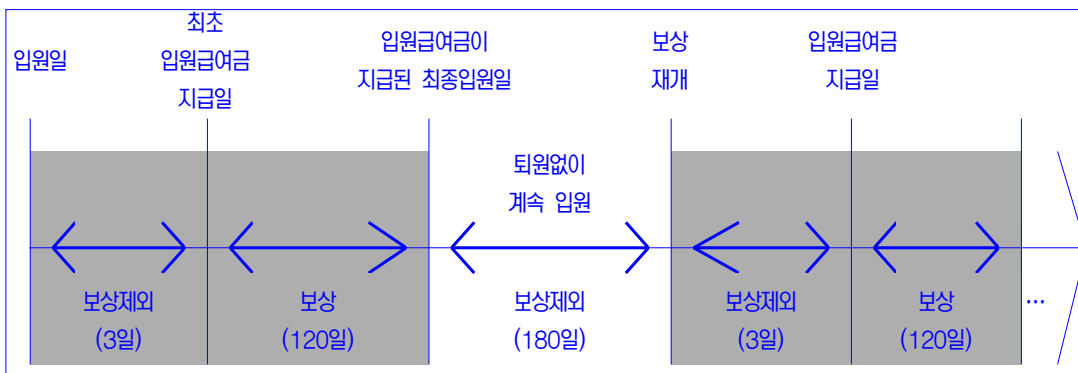 입원일
최초
입원급여금
지급일
입원급여금이
지급된 최종입원일
보상
재개
입원급여금
지급일
퇴원없이
계속 입원
보상제외
(3일)
보상
(120일)
보상제외
(180일)
보상제외
(3일)
보상
(120일)
...